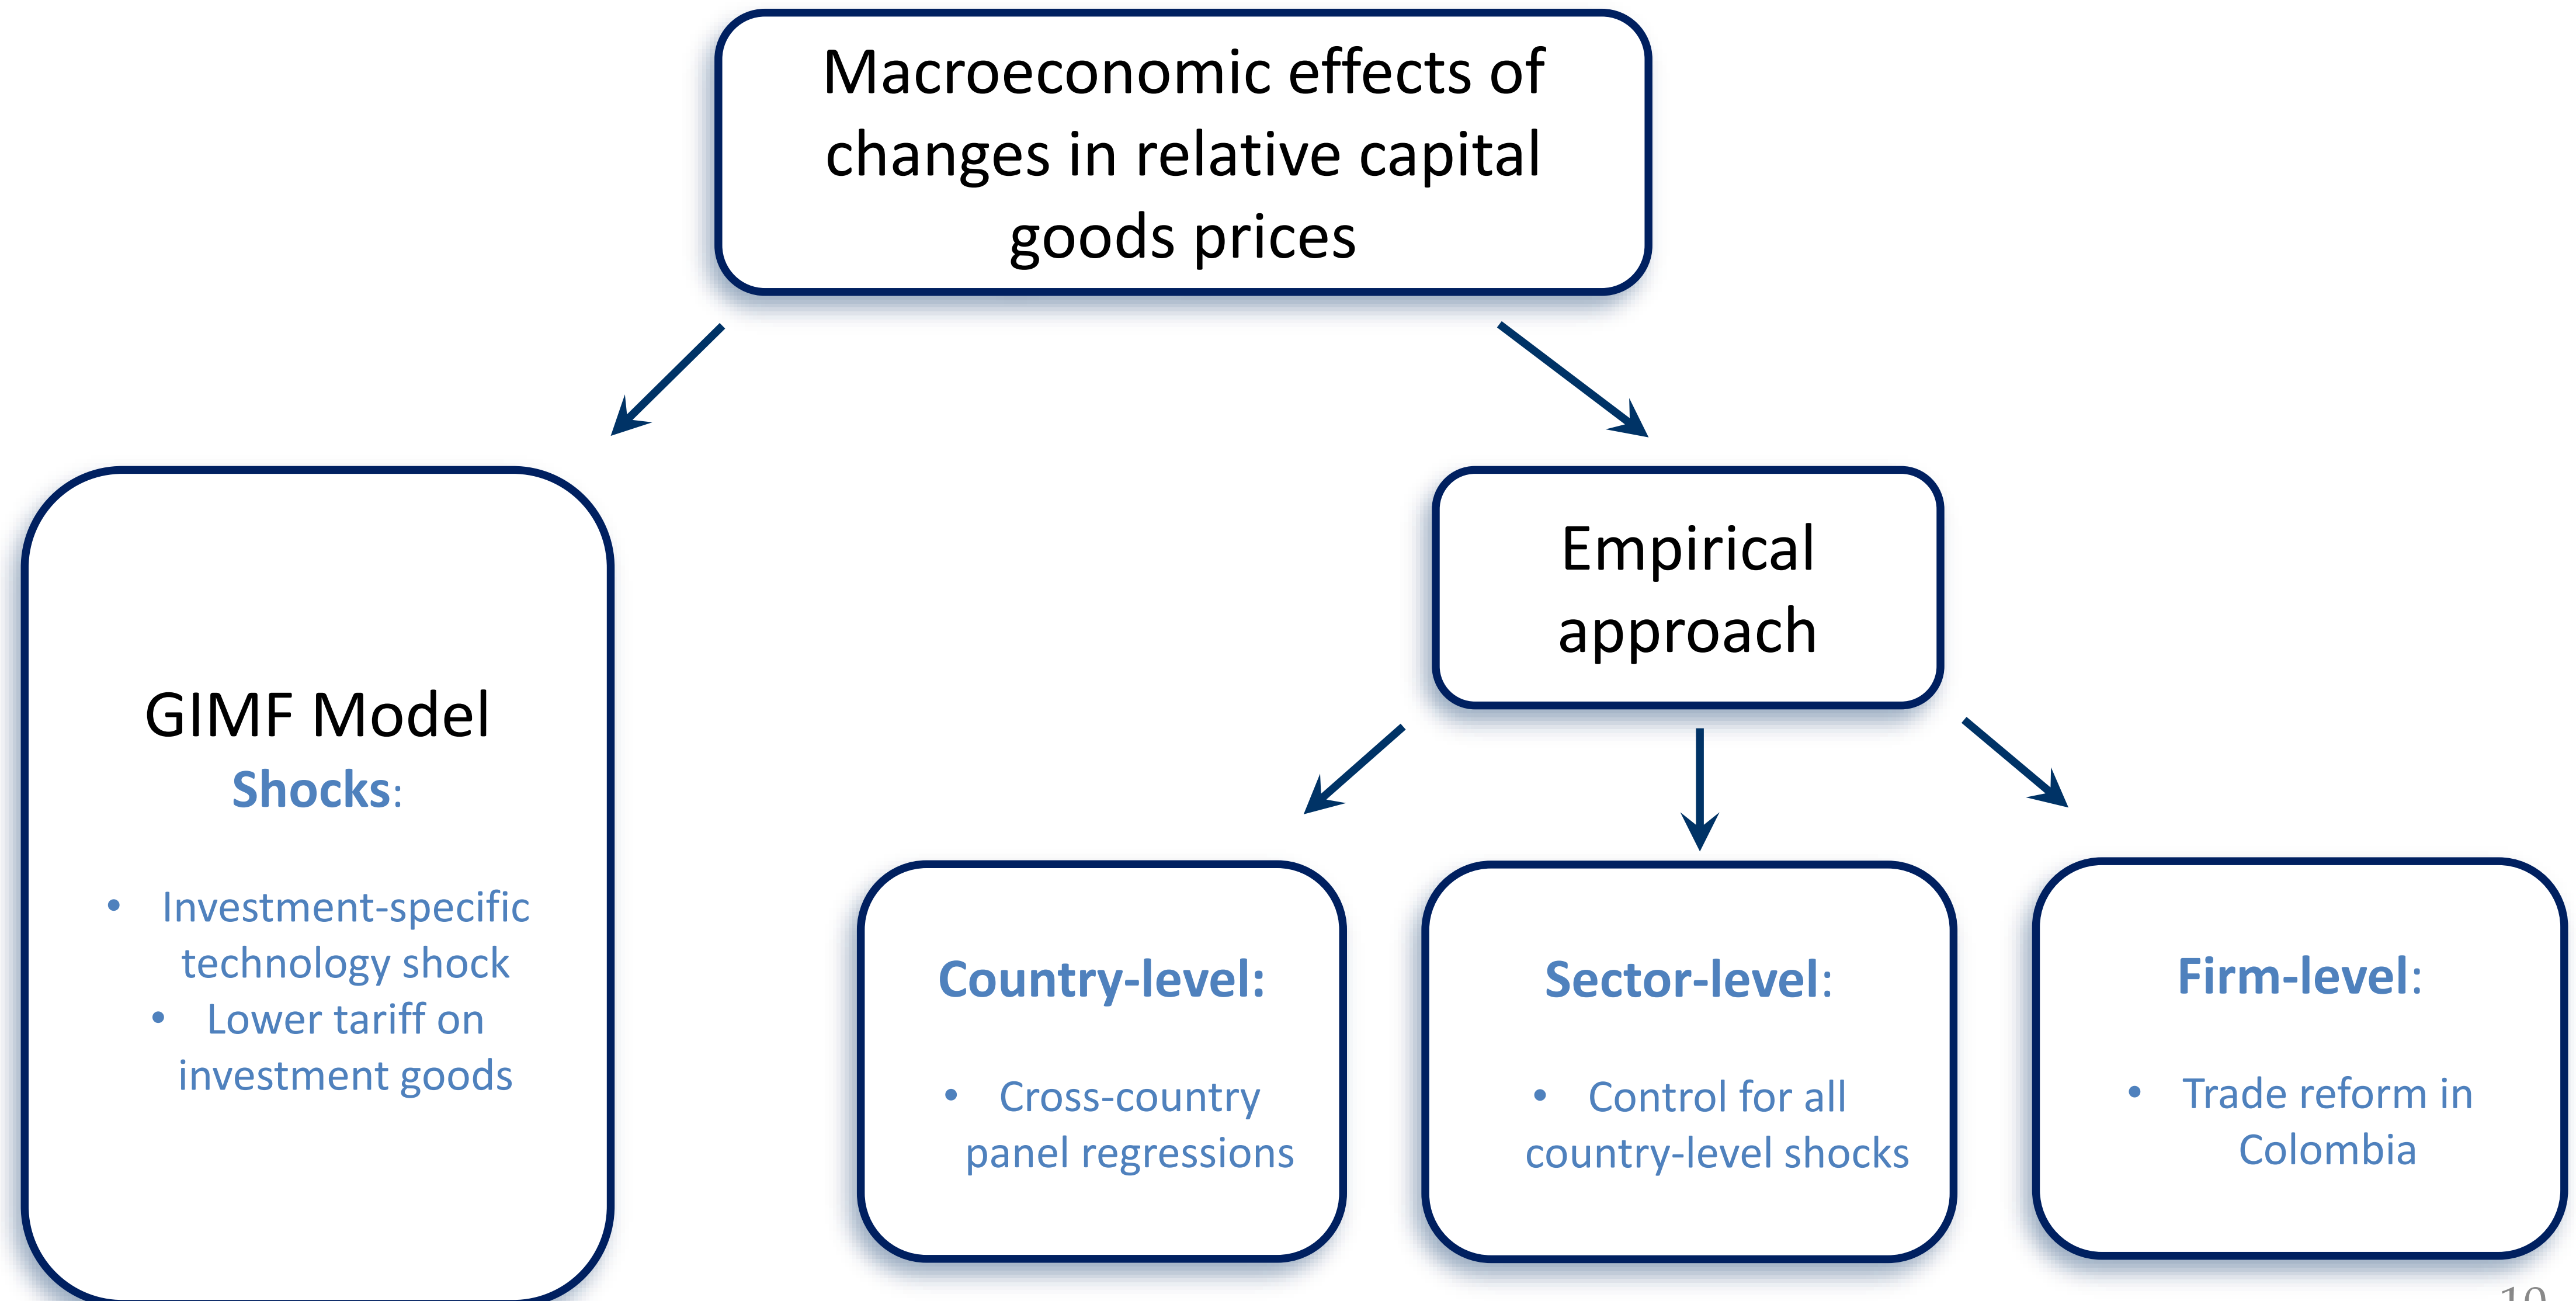 Macroeconomic effects of
changes in relative capital
goods prices
GIMF Model
Shocks:
• Investment-specific
technology shock
• Lower tariff on
investment goods
Empirical
approach
Country-level:
• Cross-country
panel regressions
Sector-level:
• Control for all
country-level shocks
Firm-level:
• Trade reform in
Colombia